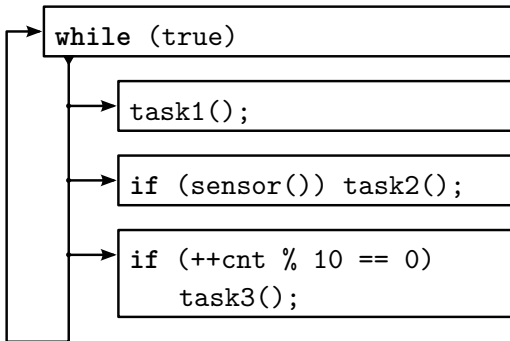 while (true)
task1();
if (sensor()) task2();
if (++cnt % 10 == 0)
task3();